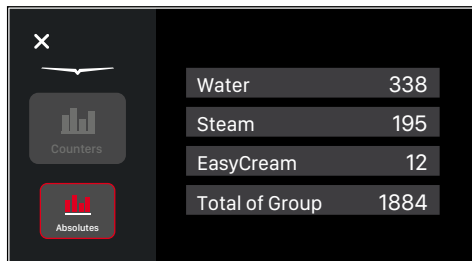 Counters
Absolutes
Water 338
Steam 195
EasyCream 12
Total of Group 1884